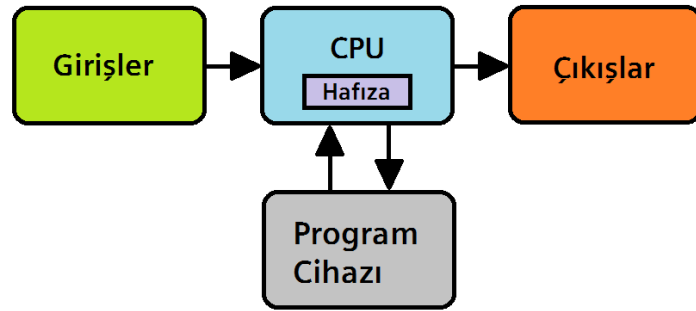 Girişler
CPU
Hafıza
Çıkışlar
Program
Cihazı